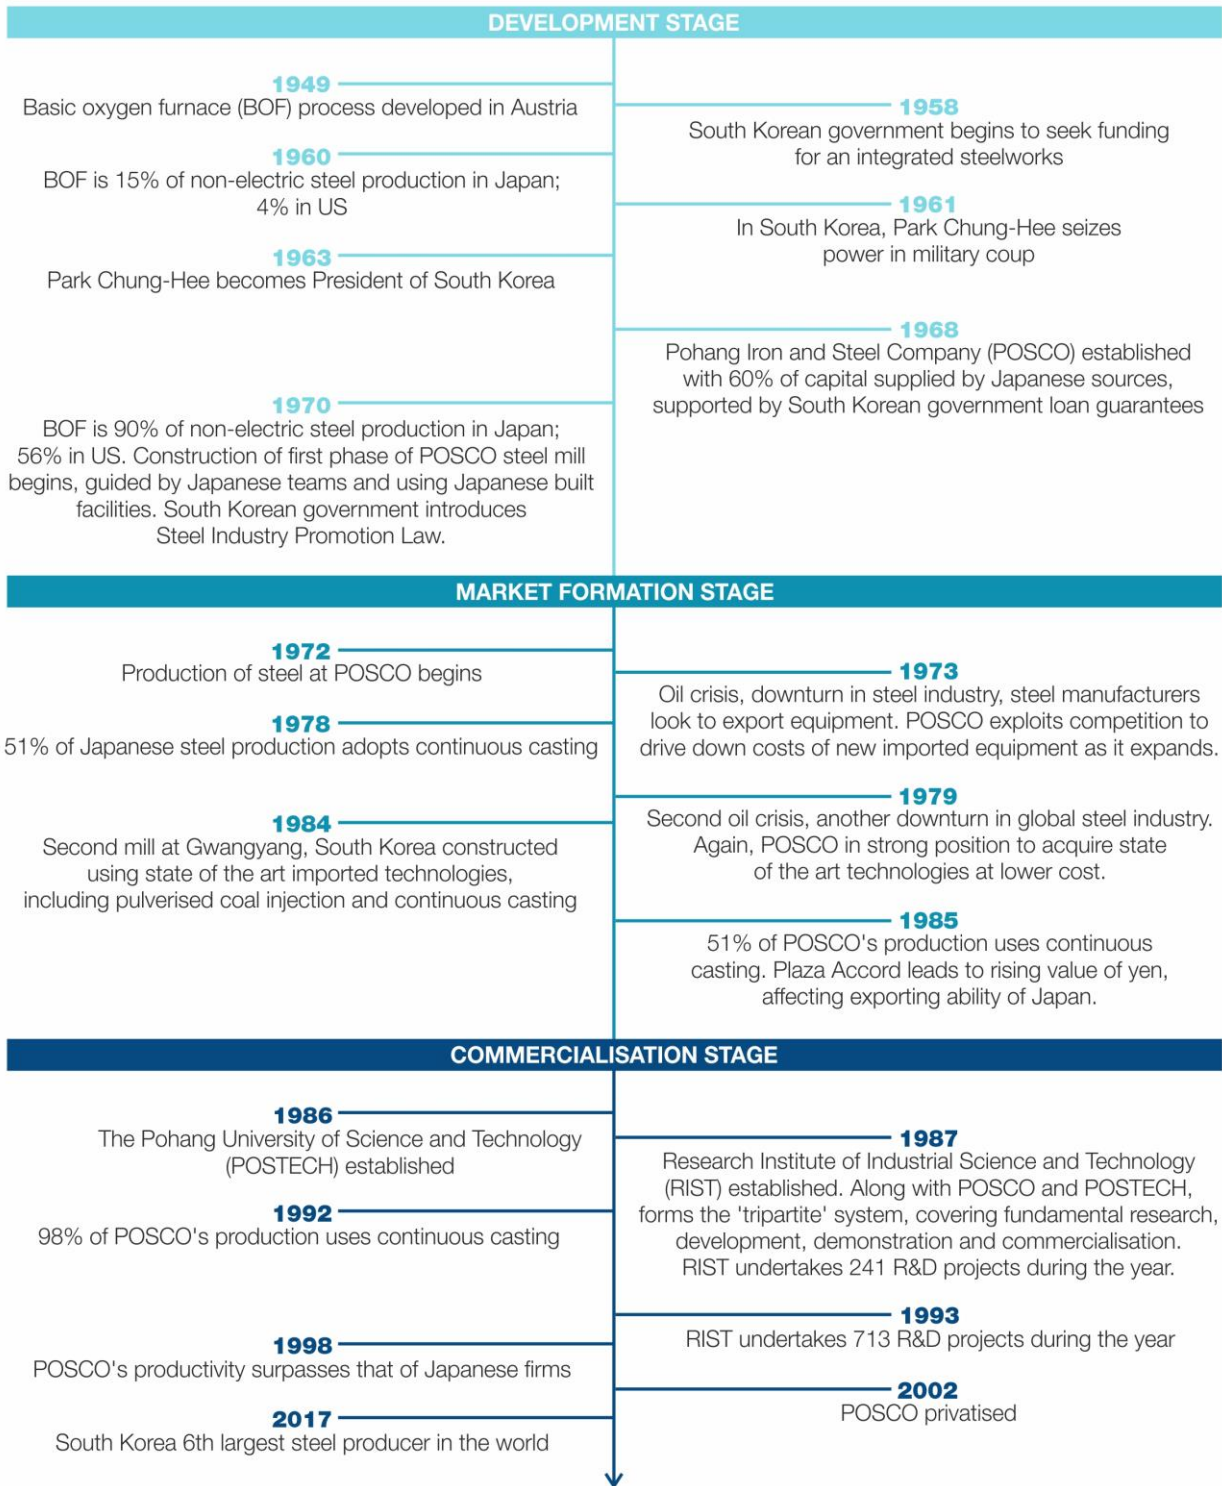 DEVELOPMENT STAGE
1949
Basic oxygen furnace (BOF) process developed in Austria
1958
South Korean government begins to seek funding
for an integrated steelworks
1960
BOF is 15% of non-electric steel production in Japan;
4% in US
1961
In South Korea, Park Chung-Hee seizes
power in military coup
1963
Park Chung-Hee becomes President of South Korea
1968
Pohang Iron and Steel Company (POSCO) established
with 60% of capital supplied by Japanese sources,
supported by South Korean government loan guarantees
1970
BOF is 90% of non-electric steel production in Japan;
56% in US. Construction of first phase of POSCO steel mill
begins, guided by Japanese teams and using Japanese built
facilities. South Korean government introduces
Steel Industry Promotion Law.
MARKET FORMATION STAGE
1972
Production of steel at POSCO begins
1973
Oil crisis, downturn in steel industry, steel manufacturers
look to export equipment. POSCO exploits competition to
drive down costs of new imported equipment as it expands.
1978
51% of Japanese steel production adopts continuous casting
1979
Second oil crisis, another downturn in global steel industry.
Again, POSCO in strong position to acquire state
of the art technologies at lower cost.
1984
Second mill at Gwangyang, South Korea constructed
using state of the art imported technologies,
including pulverised coal injection and continuous casting
1985
51% of POSCO's production uses continuous
casting. Plaza Accord leads to rising value of yen,
affecting exporting ability of Japan.
COMMERCIALISATION STAGE
1986
The Pohang University of Science and Technology
(POSTECH) established
1987
Research Institute of Industrial Science and Technology
(RIST) established. Along with POSCO and POSTECH,
forms the 'tripartite' system, covering fundamental research,
development, demonstration and commercialisation.
RIST undertakes 241 R&D projects during the year.
1992
98% of POSCO's production uses continuous casting
1993
RIST undertakes 713 R&D projects during the year
1998
POSCO's productivity surpasses that of Japanese firms
2002
POSCO privatised
2017
South Korea 6th largest steel producer in the world